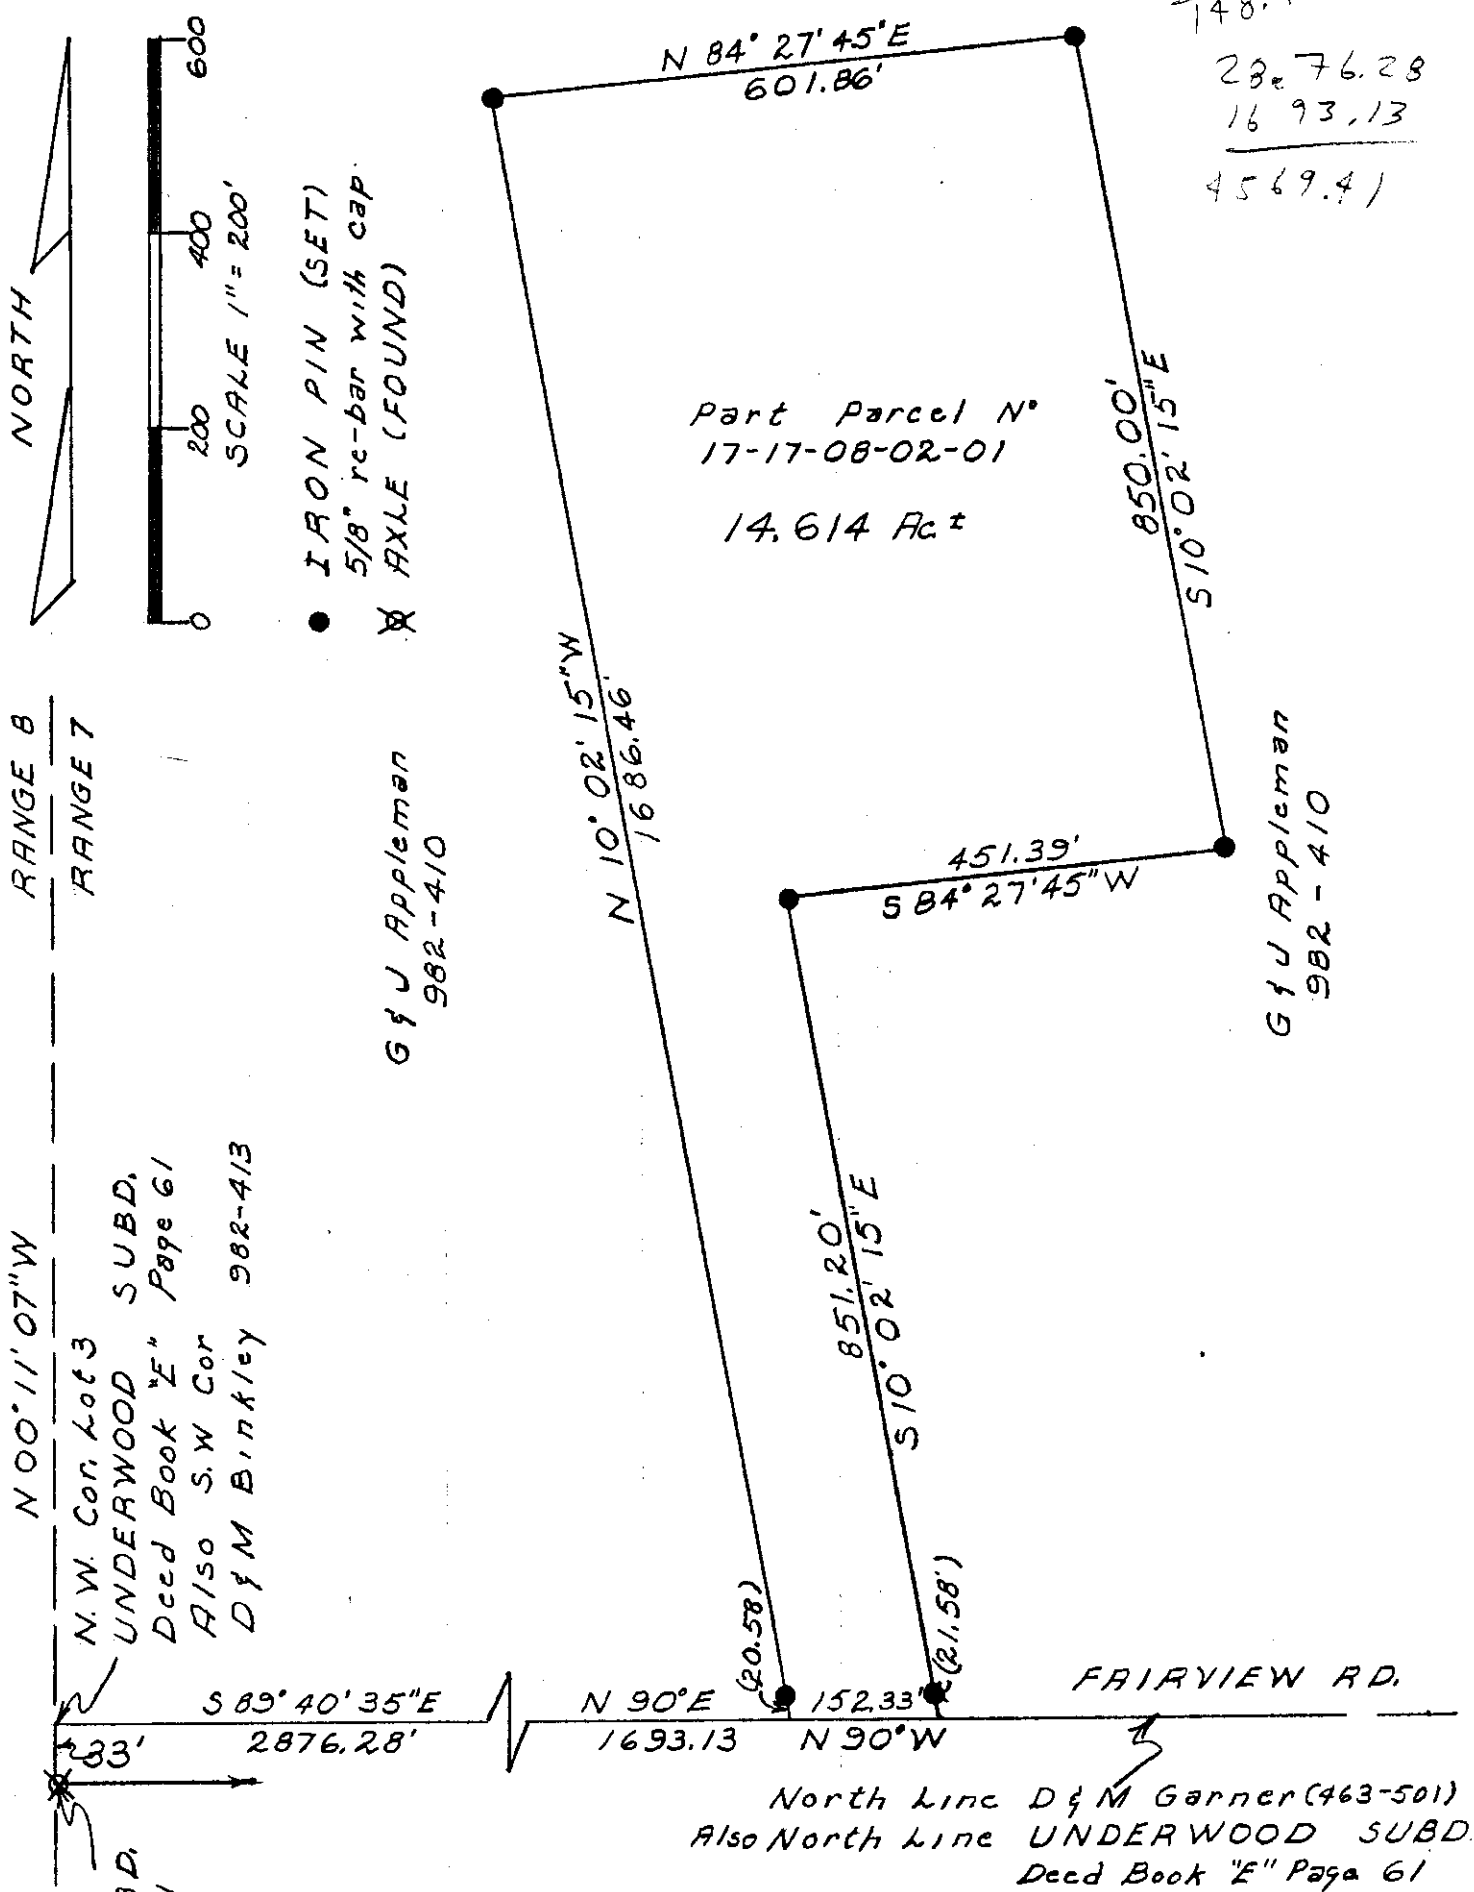 NORTH
0 200 400 600
SCALE 1" = 200'
● IRON PIN (SET)
5/8" re-bar with cap
AXLE (FOUND)
RANGE 8
RANGE 7
N 00° 11' 07" W
N.W. Cor. Lot 3
UNDERWOOD SUBD.
Deed Book "E" Page 61
Also S.W Cor
D & M Binkley 982-413
G & J Appleman
982-410
N 84° 27' 45" E
601.86'
148.
28 76.28
16 93.13
4569.41
Part Parcel N°
17-17-08-02-01
14.614 Ac ±
850.00'
S 10° 02' 15" E
N 10° 02' 15" W
1686.46'
451.39'
S 84° 27' 45" W
G & J Appleman
982-410
851.20'
S 10° 02' 15" E
(20.58)
(21.58')
S 89° 40' 35" E
2876.28'
N 90° E
1693.13
152.33'
N 90° W
FAIRVIEW RD.
33'
North Line D & M Garner (463-501)
Also North Line UNDERWOOD SUBD.
Deed Book "E" Page 61